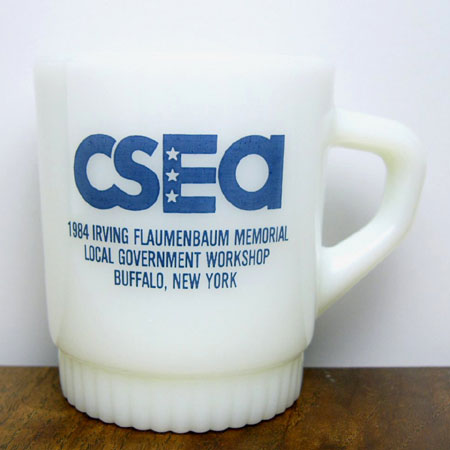 CSEA
1984 IRVING FLAUMENBAUM MEMORIAL
LOCAL GOVERNMENT WORKSHOP
BUFFALO, NEW YORK